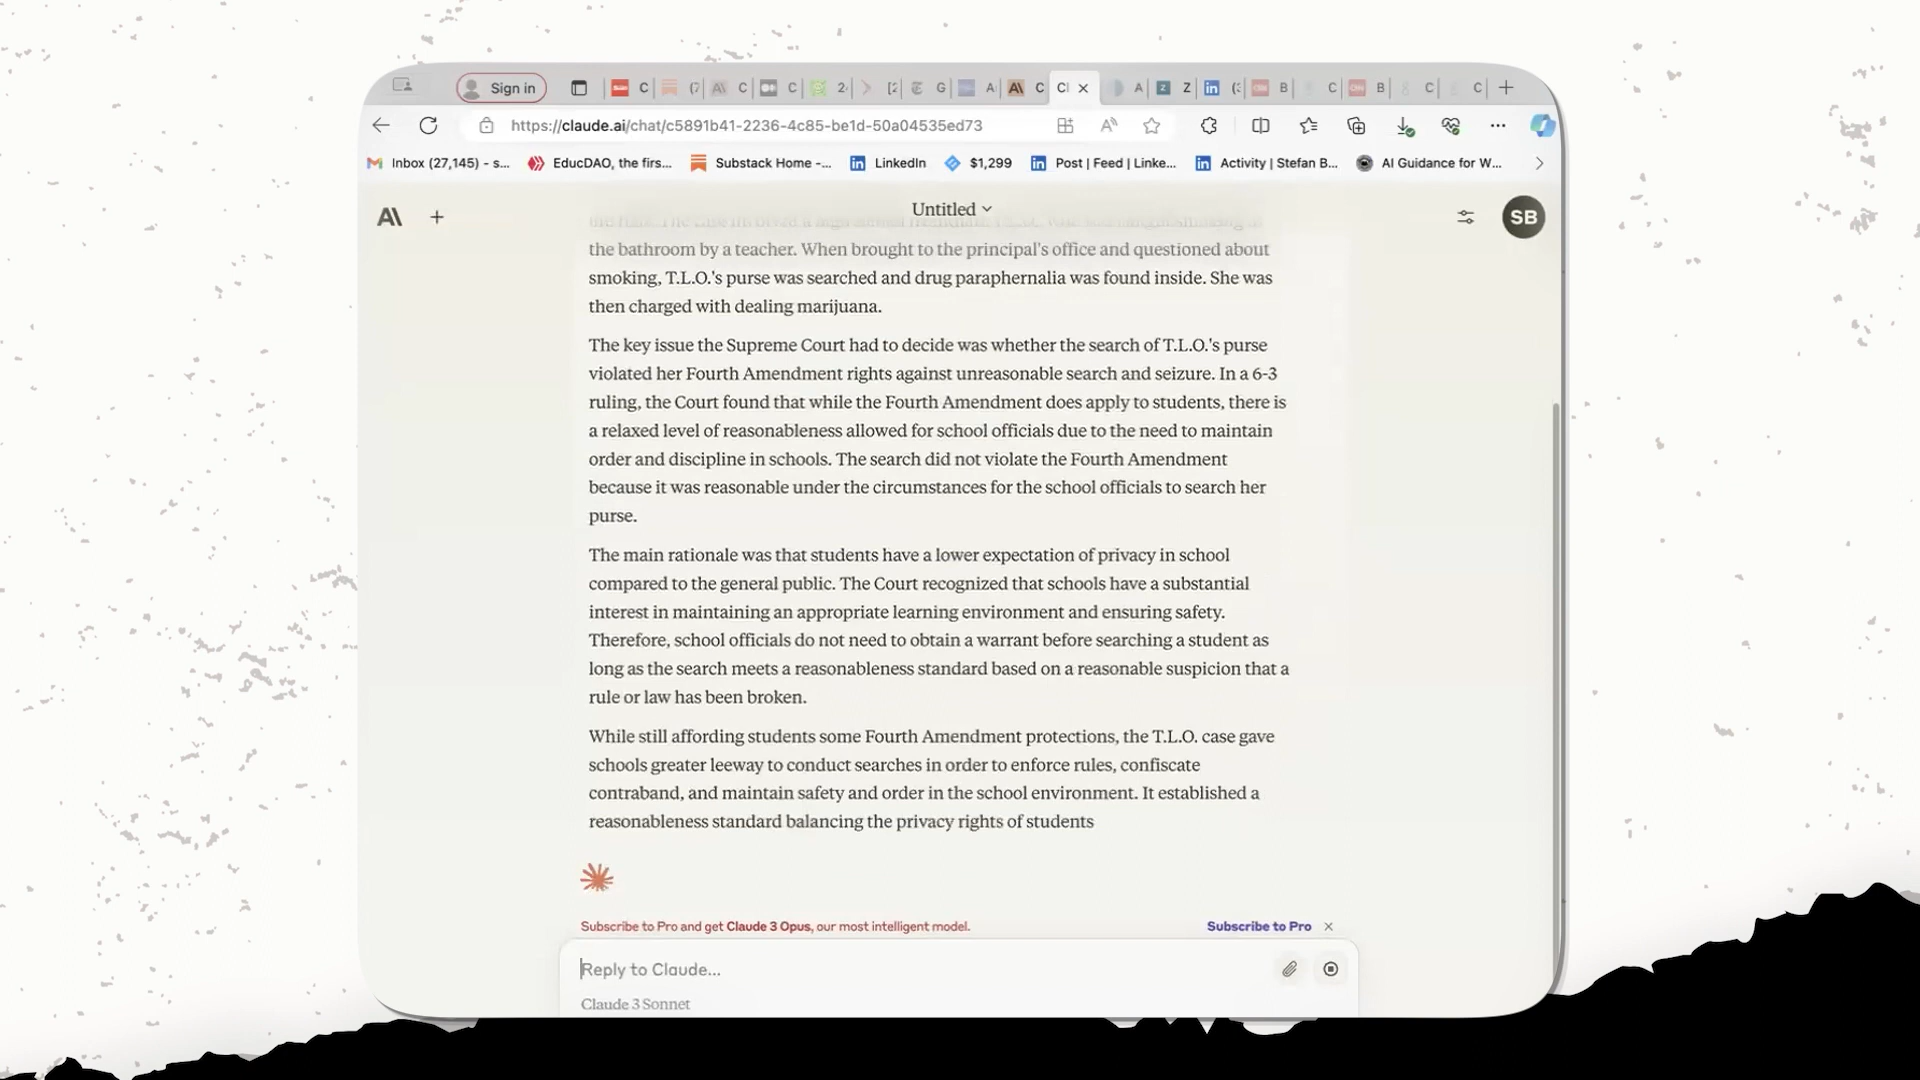 Sign in
C
C
C
G
A
C
Cl
A
Z
B
C
B
C
C
https://claude.ai/chat/c5891b41-2236-4c85-be1d-50a04535ed73
Inbox (27,145) - s...
EducDAO, the firs...
Substack Home -...
LinkedIn
$1,299
Post | Feed | Linke...
Activity | Stefan B...
AI Guidance for W...
Untitled
SB
the bathroom by a teacher. When brought to the principal's office and questioned about
smoking, T.L.O.'s purse was searched and drug paraphernalia was found inside. She was
then charged with dealing marijuana.
The key issue the Supreme Court had to decide was whether the search of T.L.O.'s purse
violated her Fourth Amendment rights against unreasonable search and seizure. In a 6-3
ruling, the Court found that while the Fourth Amendment does apply to students, there is
a relaxed level of reasonableness allowed for school officials due to the need to maintain
order and discipline in schools. The search did not violate the Fourth Amendment
because it was reasonable under the circumstances for the school officials to search her
purse.
The main rationale was that students have a lower expectation of privacy in school
compared to the general public. The Court recognized that schools have a substantial
interest in maintaining an appropriate learning environment and ensuring safety.
Therefore, school officials do not need to obtain a warrant before searching a student as
long as the search meets a reasonableness standard based on a reasonable suspicion that a
rule or law has been broken.
While still affording students some Fourth Amendment protections, the T.L.O. case gave
schools greater leeway to conduct searches in order to enforce rules, confiscate
contraband, and maintain safety and order in the school environment. It established a
reasonableness standard balancing the privacy rights of students
Subscribe to Pro and get Claude 3 Opus, our most intelligent model.
Subscribe to Pro
Reply to Claude...
Claude 3 Sonnet